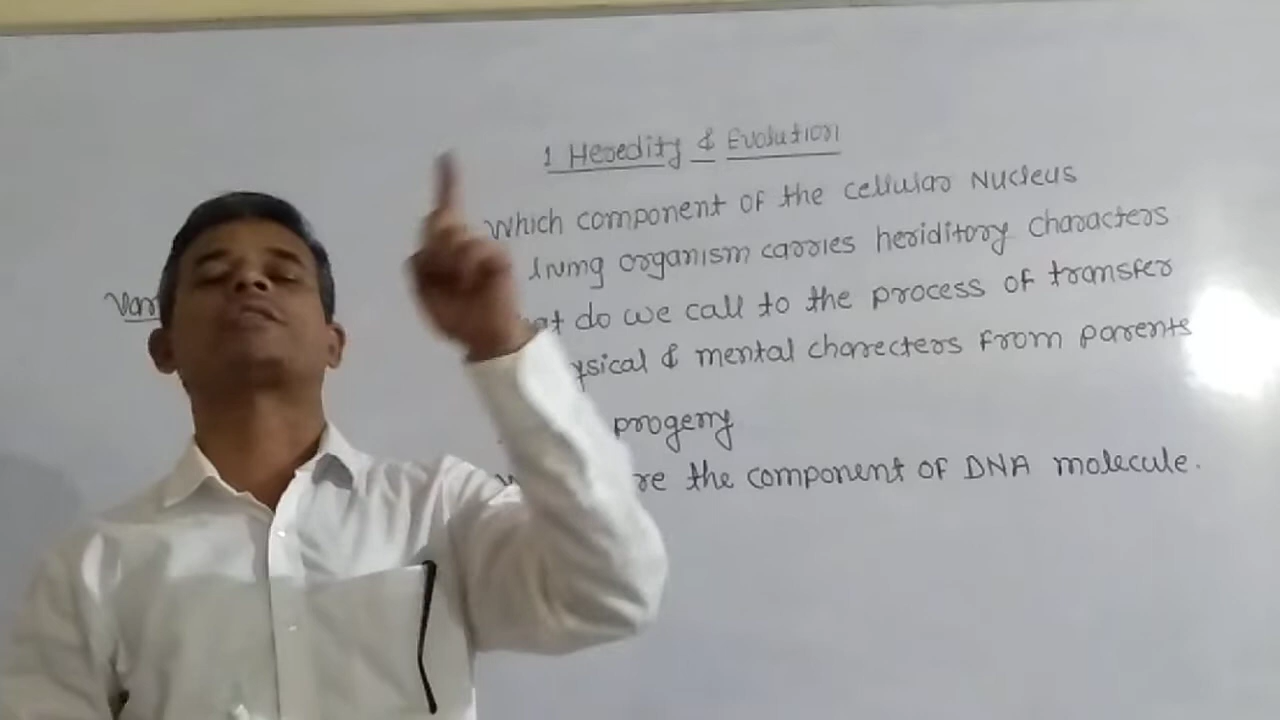 1 Heredity & Evolution
Which component of the cellular Nucleus
living organism carries heriditory characters
do we call to the process of transfer
& mental charecters from parents
progeny
the component of DNA molecule.